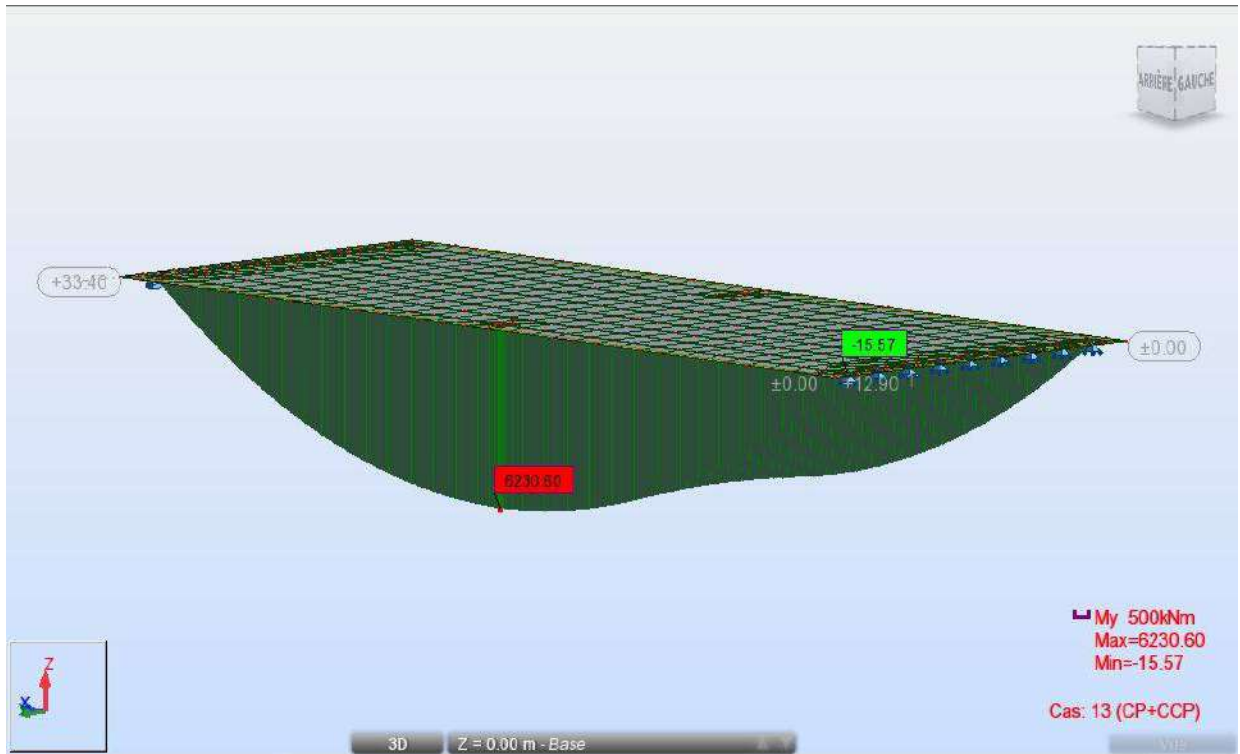 ARRIÈRE GAUCHE
+33.40
-15.57
±0.00
±0.00 +12.90
6230.60
My 500kNm
Max=6230.60
Min=-15.57
Cas: 13 (CP+CCP)
Z
X
3D Z = 0.00 m - Base